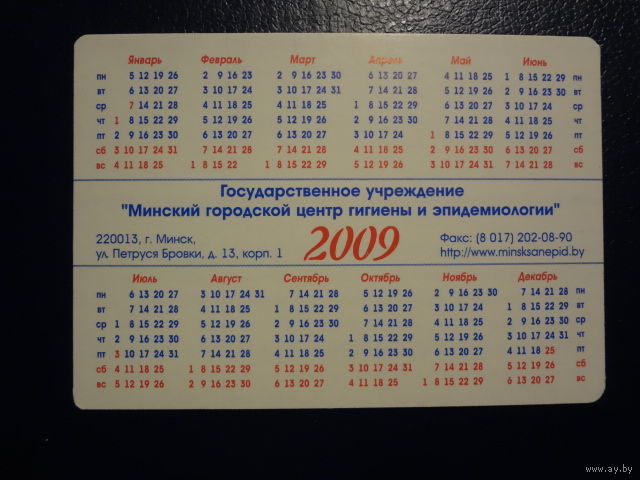 Январь Февраль Март Апрель Май Июнь
пн 5 12 19 26 2 9 16 23 2 9 16 23 30 6 13 20 27 4 11 18 25 1 8 15 22 29 пн
вт 6 13 20 27 3 10 17 24 3 10 17 24 31 7 14 21 28 5 12 19 26 2 9 16 23 30 вт
ср 7 14 21 28 4 11 18 25 4 11 18 25 1 8 15 22 29 6 13 20 27 3 10 17 24 ср
чт 1 8 15 22 29 5 12 19 26 5 12 19 26 2 9 16 23 30 7 14 21 28 4 11 18 25 чт
пт 2 9 16 23 30 6 13 20 27 6 13 20 27 3 10 17 24 1 8 15 22 29 5 12 19 26 пт
сб 3 10 17 24 31 7 14 21 28 7 14 21 28 4 11 18 25 2 9 16 23 30 6 13 20 27 сб
вс 4 11 18 25 1 8 15 22 1 8 15 22 29 5 12 19 26 3 10 17 24 31 7 14 21 28 вс
Государственное учреждение
"Минский городской центр гигиены и эпидемиологии"
220013, г. Минск,
ул. Петруся Бровки, д. 13, корп. 1
2009
Факс: (8 017) 202-08-90
http://www.minsksanepid.by
Июль Август Сентябрь Октябрь Ноябрь Декабрь
пн 6 13 20 27 3 10 17 24 31 7 14 21 28 5 12 19 26 2 9 16 23 30 7 14 21 28 пн
вт 7 14 21 28 4 11 18 25 1 8 15 22 29 6 13 20 27 3 10 17 24 1 8 15 22 29 вт
ср 1 8 15 22 29 5 12 19 26 2 9 16 23 30 7 14 21 28 4 11 18 25 2 9 16 23 30 ср
чт 2 9 16 23 30 6 13 20 27 3 10 17 24 1 8 15 22 29 5 12 19 26 3 10 17 24 31 чт
пт 3 10 17 24 31 7 14 21 28 4 11 18 25 2 9 16 23 30 6 13 20 27 4 11 18 25 пт
сб 4 11 18 25 1 8 15 22 29 5 12 19 26 3 10 17 24 31 7 14 21 28 5 12 19 26 сб
вс 5 12 19 26 2 9 16 23 30 6 13 20 27 4 11 18 25 1 8 15 22 29 6 13 20 27 вс
www.ay.by